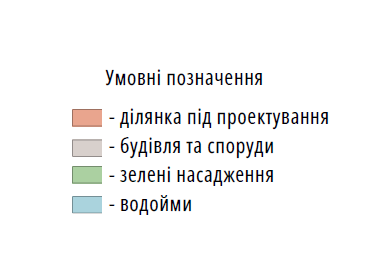 Умовні позначення
- ділянка під проектування
- будівля та споруди
- зелені насадження
- водойми